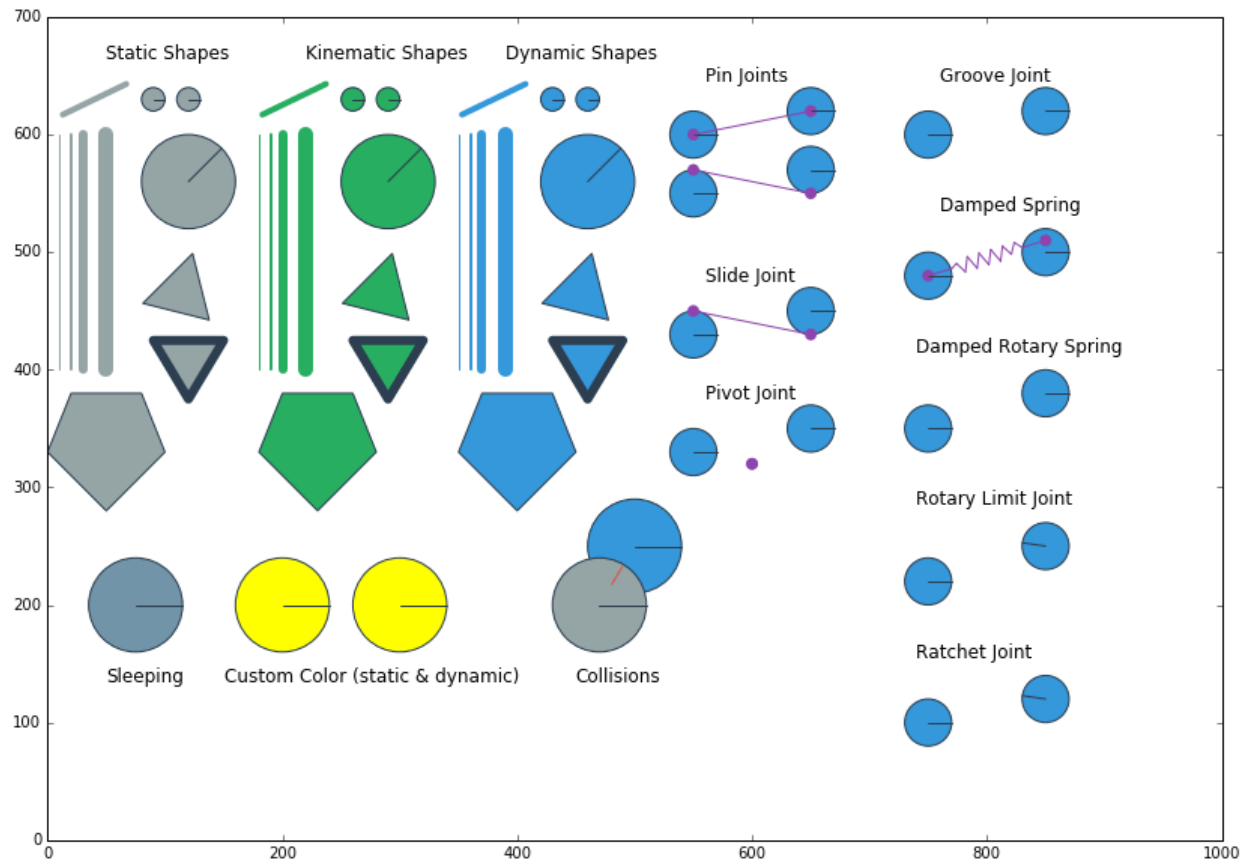 700
600
500
400
300
200
100
0
0
200
400
600
800
1000
Static Shapes
Kinematic Shapes
Dynamic Shapes
Pin Joints
Groove Joint
Damped Spring
Slide Joint
Damped Rotary Spring
Pivot Joint
Rotary Limit Joint
Ratchet Joint
Sleeping
Custom Color (static & dynamic)
Collisions